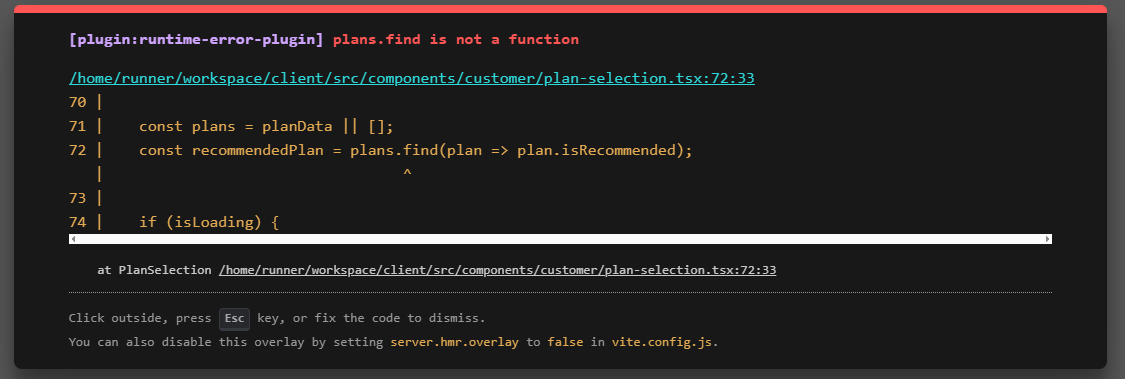 [plugin:runtime-error-plugin] plans.find is not a function
/home/runner/workspace/client/src/components/customer/plan-selection.tsx:72:33
70 |
71 |    const plans = planData || [];
72 |    const recommendedPlan = plans.find(plan => plan.isRecommended);
   |                                   ^
73 |
74 |    if (isLoading) {
at PlanSelection /home/runner/workspace/client/src/components/customer/plan-selection.tsx:72:33
Click outside, press Esc key, or fix the code to dismiss.
You can also disable this overlay by setting server.hmr.overlay to false in vite.config.js.